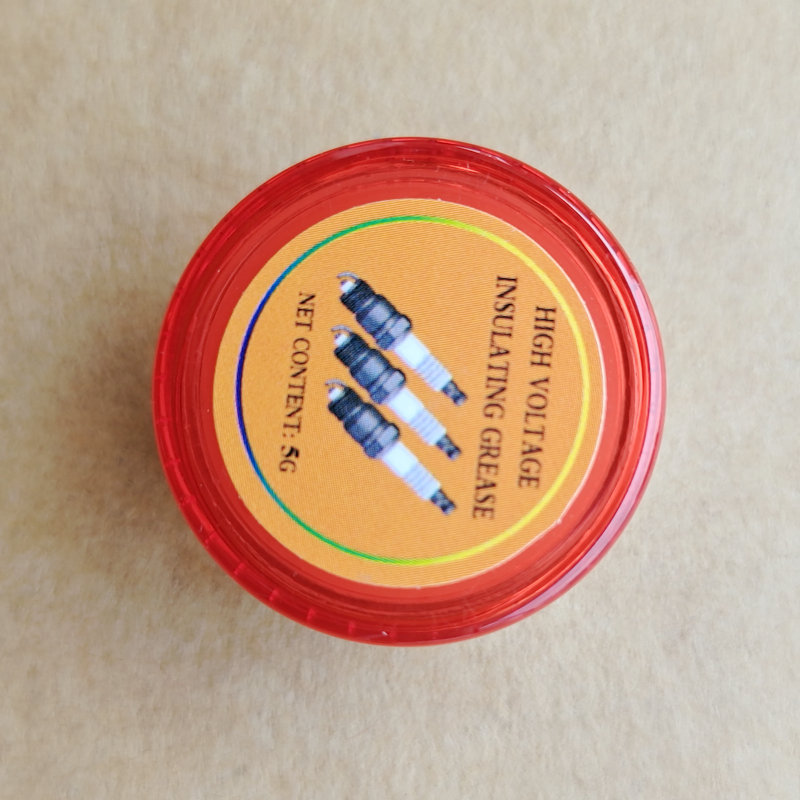 HIGH VOLTAGE
INSULATING GREASE
NET CONTENT: 5G